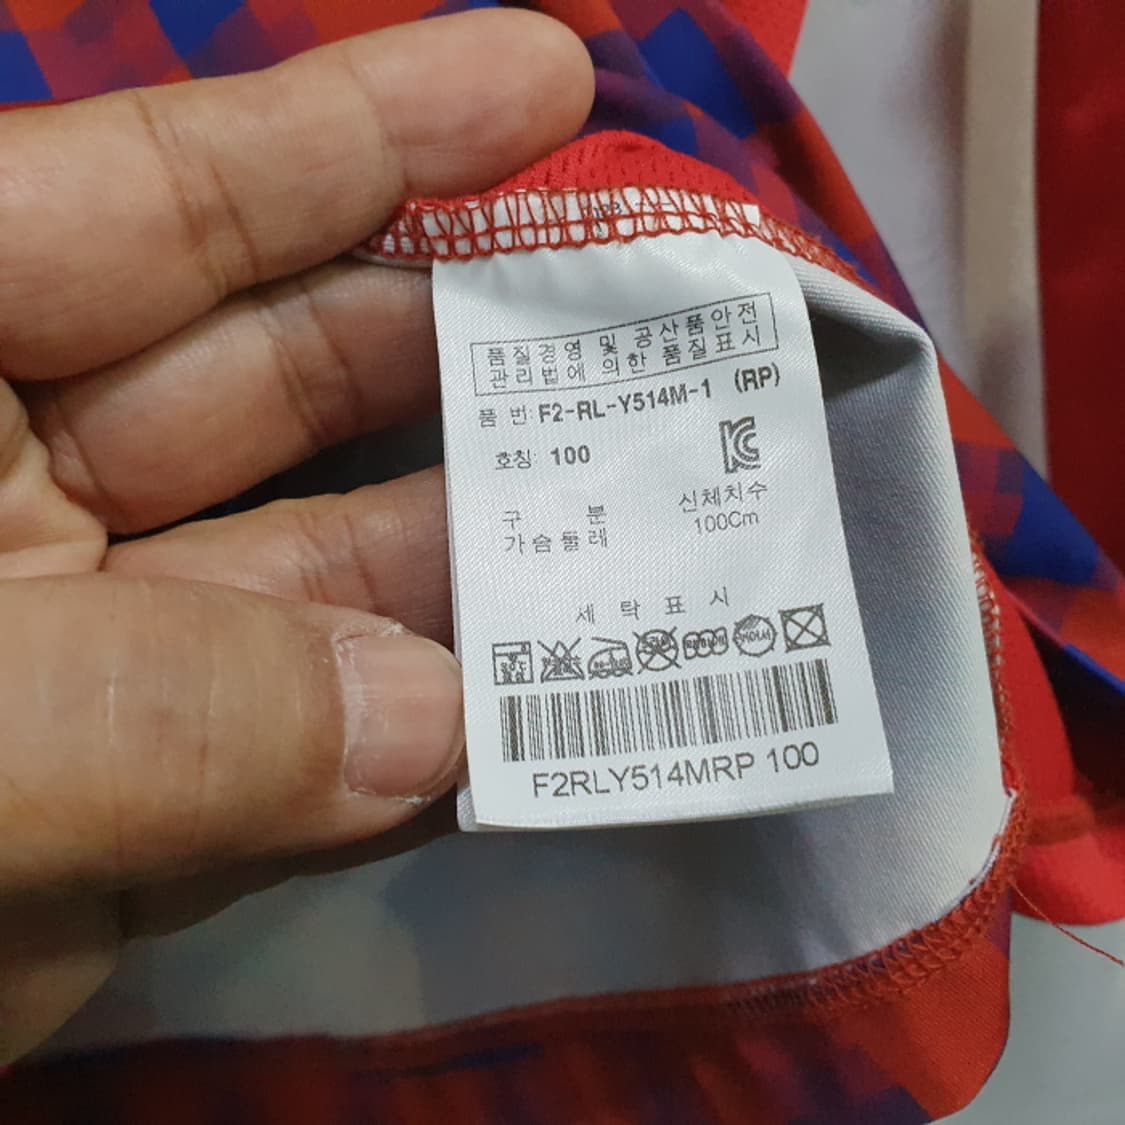 품질경영 및 공산품안전
관리법에 의한 품질표시
품 번: F2-RL-Y514M-1 (RP)
호칭: 100
구 분 신체치수
가슴둘레 100Cm
세 탁 표 시
F2RLY514MRP 100